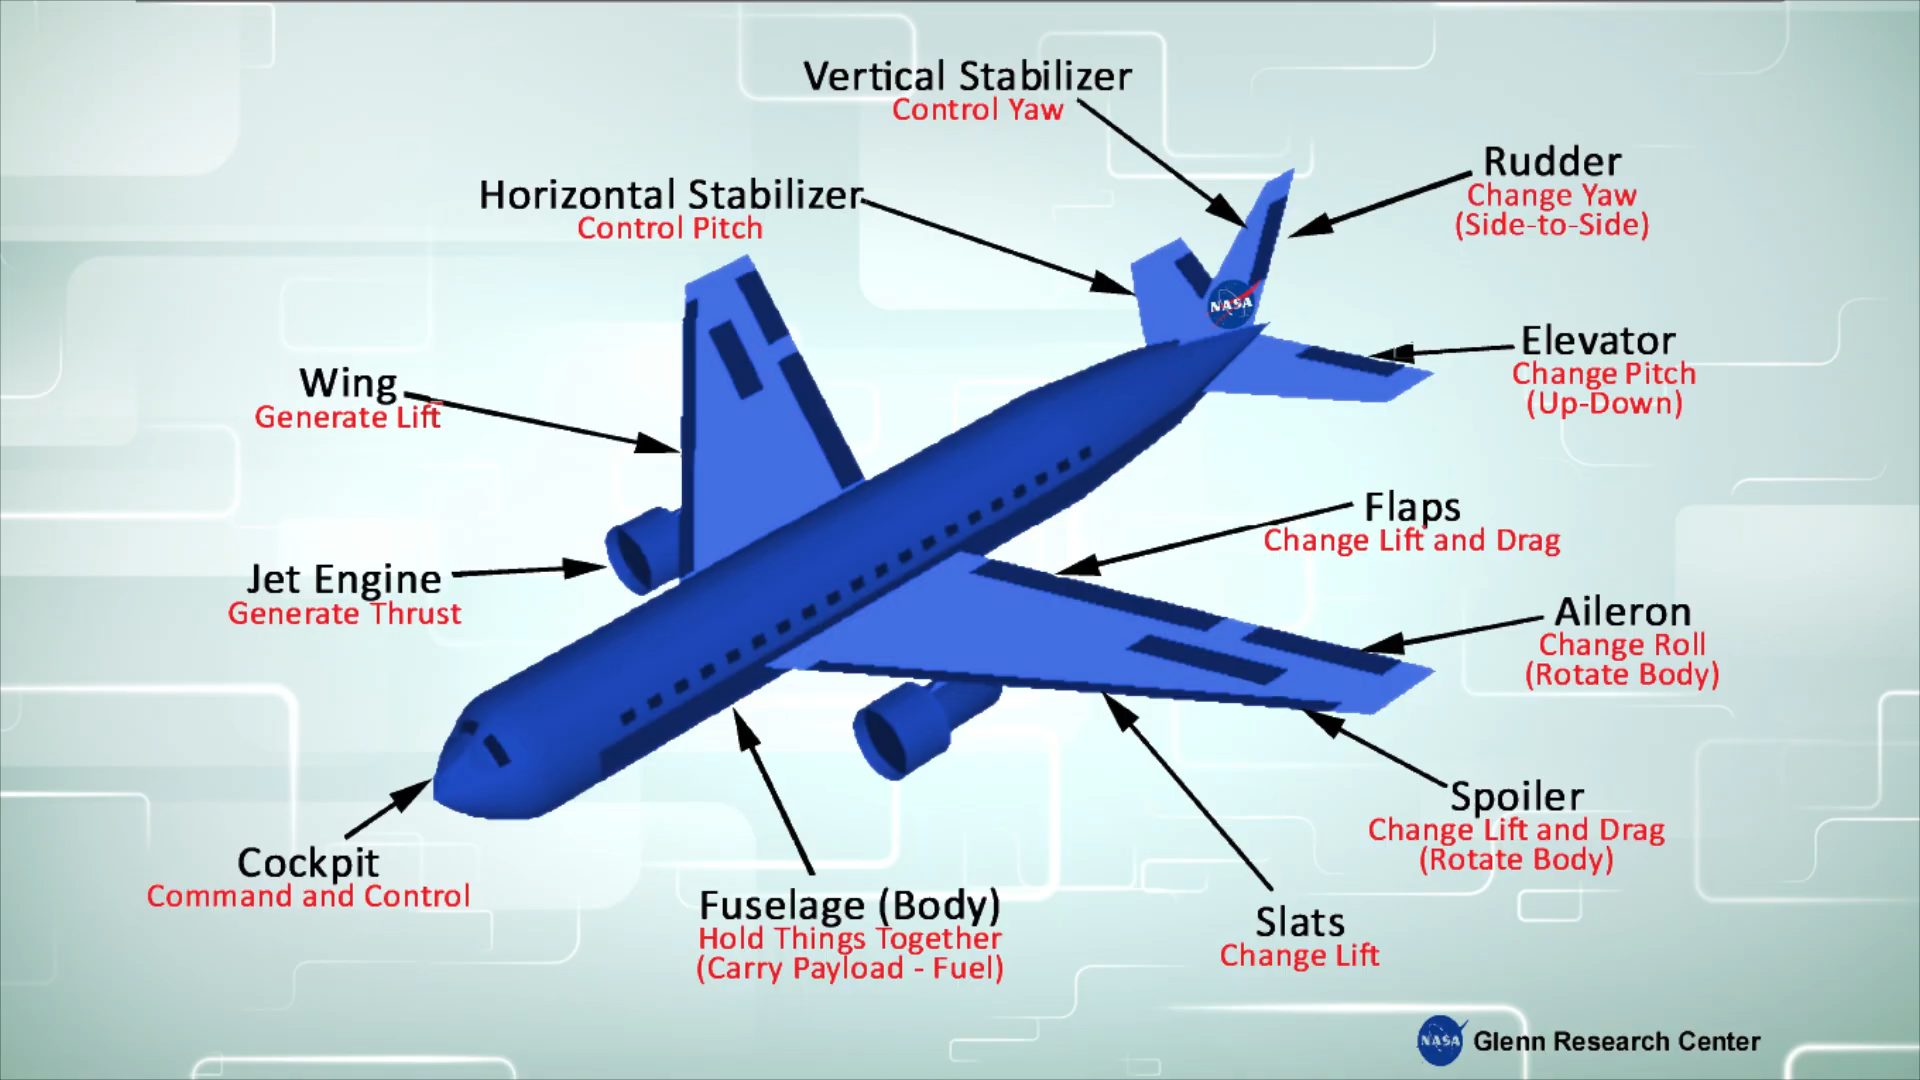 Vertical Stabilizer
Control Yaw
Rudder
Change Yaw
(Side-to-Side)
Horizontal Stabilizer
Control Pitch
NASA
Elevator
Change Pitch
(Up-Down)
Wing
Generate Lift
Flaps
Change Lift and Drag
Jet Engine
Generate Thrust
Aileron
Change Roll
(Rotate Body)
Spoiler
Change Lift and Drag
(Rotate Body)
Cockpit
Command and Control
Fuselage (Body)
Hold Things Together
(Carry Payload - Fuel)
Slats
Change Lift
NASA Glenn Research Center